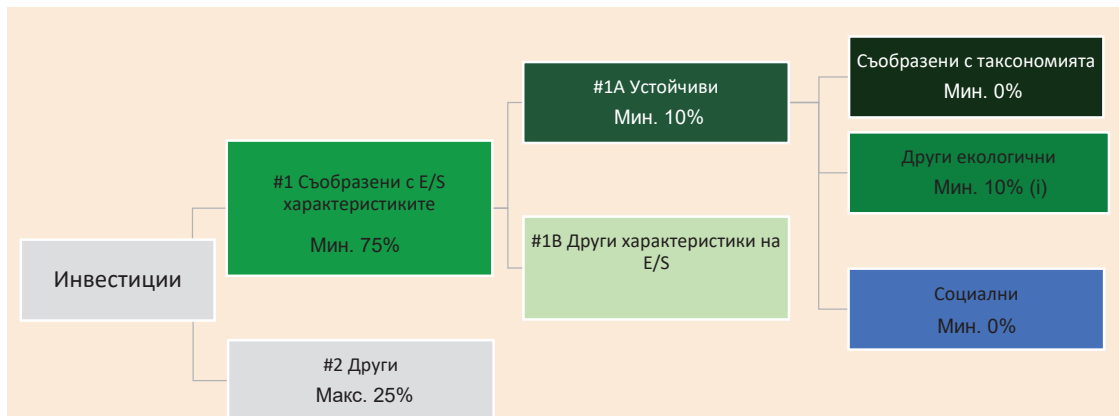 Инвестиции
#1 Съобразени с E/S
характеристиките
Мин. 75%
#2 Други
Макс. 25%
#1A Устойчиви
Мин. 10%
#1B Други характеристики на
E/S
Съобразени с таксономията
Мин. 0%
Други екологични
Мин. 10% (i)
Социални
Мин. 0%